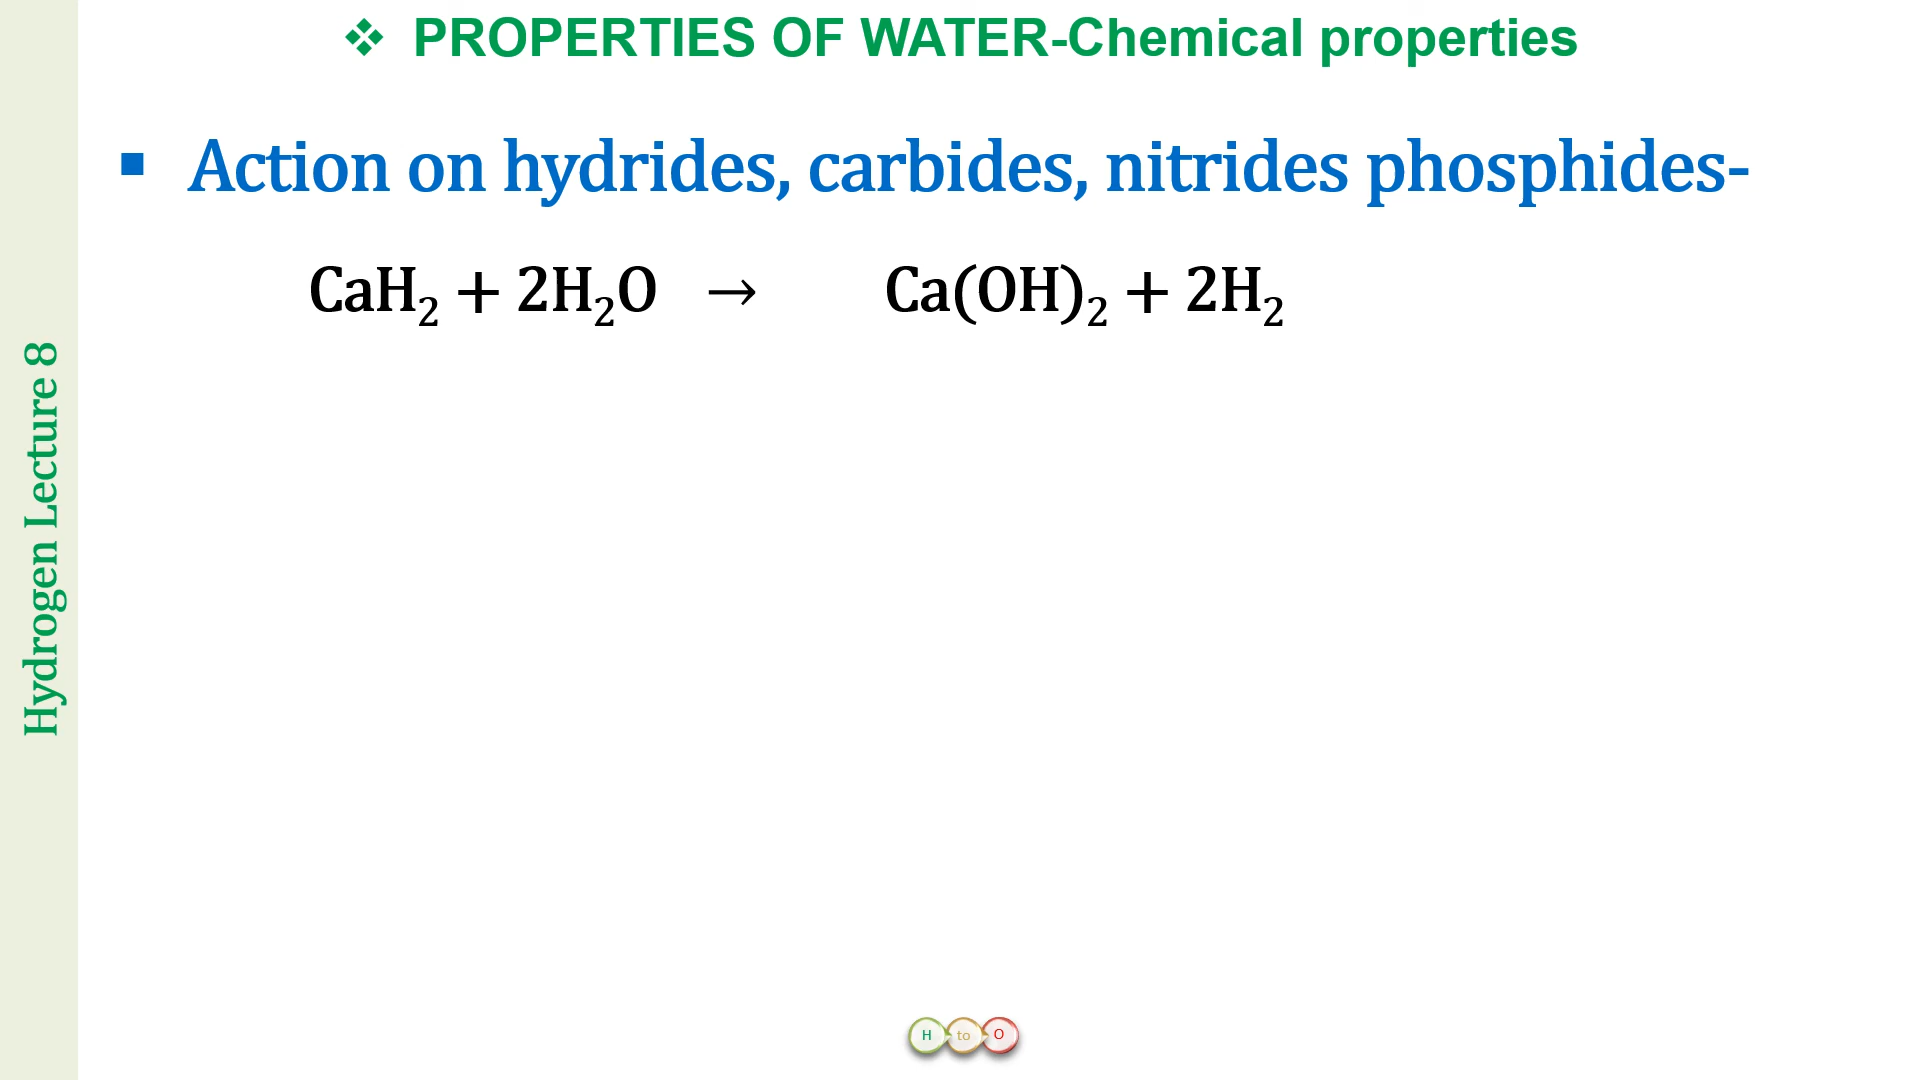 ❖ PROPERTIES OF WATER-Chemical properties
▪ Action on hydrides, carbides, nitrides phosphides-
CaH₂ + 2H₂O → Ca(OH)₂ + 2H₂
Hydrogen Lecture 8
H to O